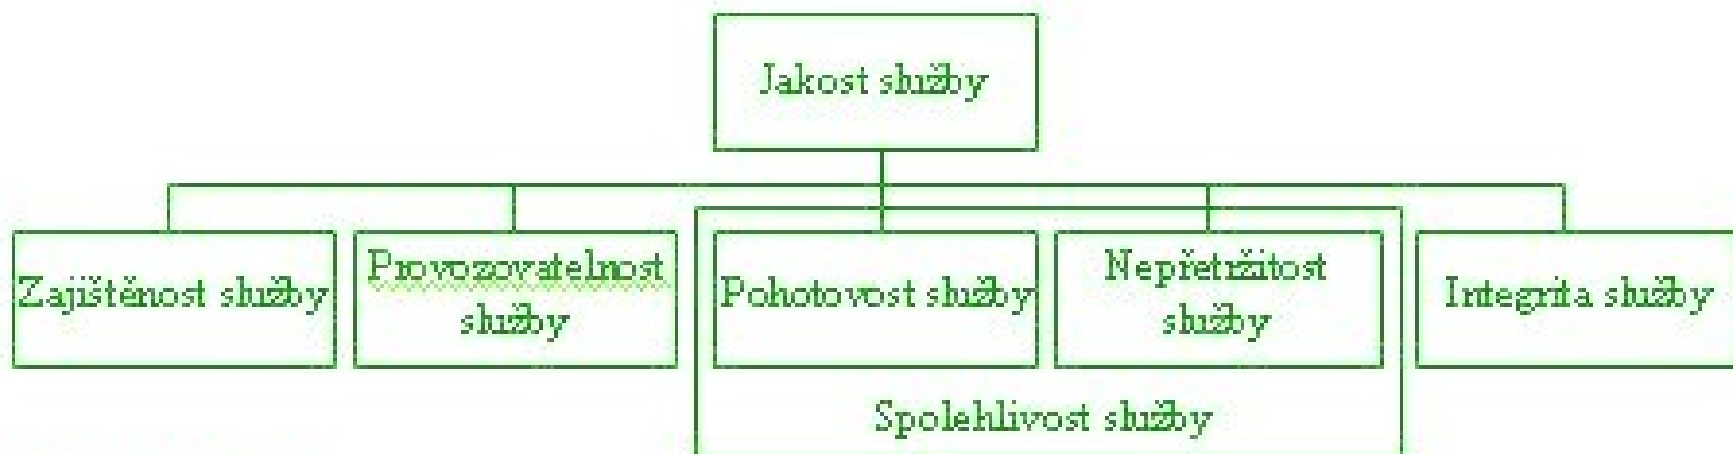 Jakost služby
Zajištěnost služby
Provozovatelnost
služby
Pohotovost služby
Nepřetržitost
služby
Integrita služby
Spolehlivost služby